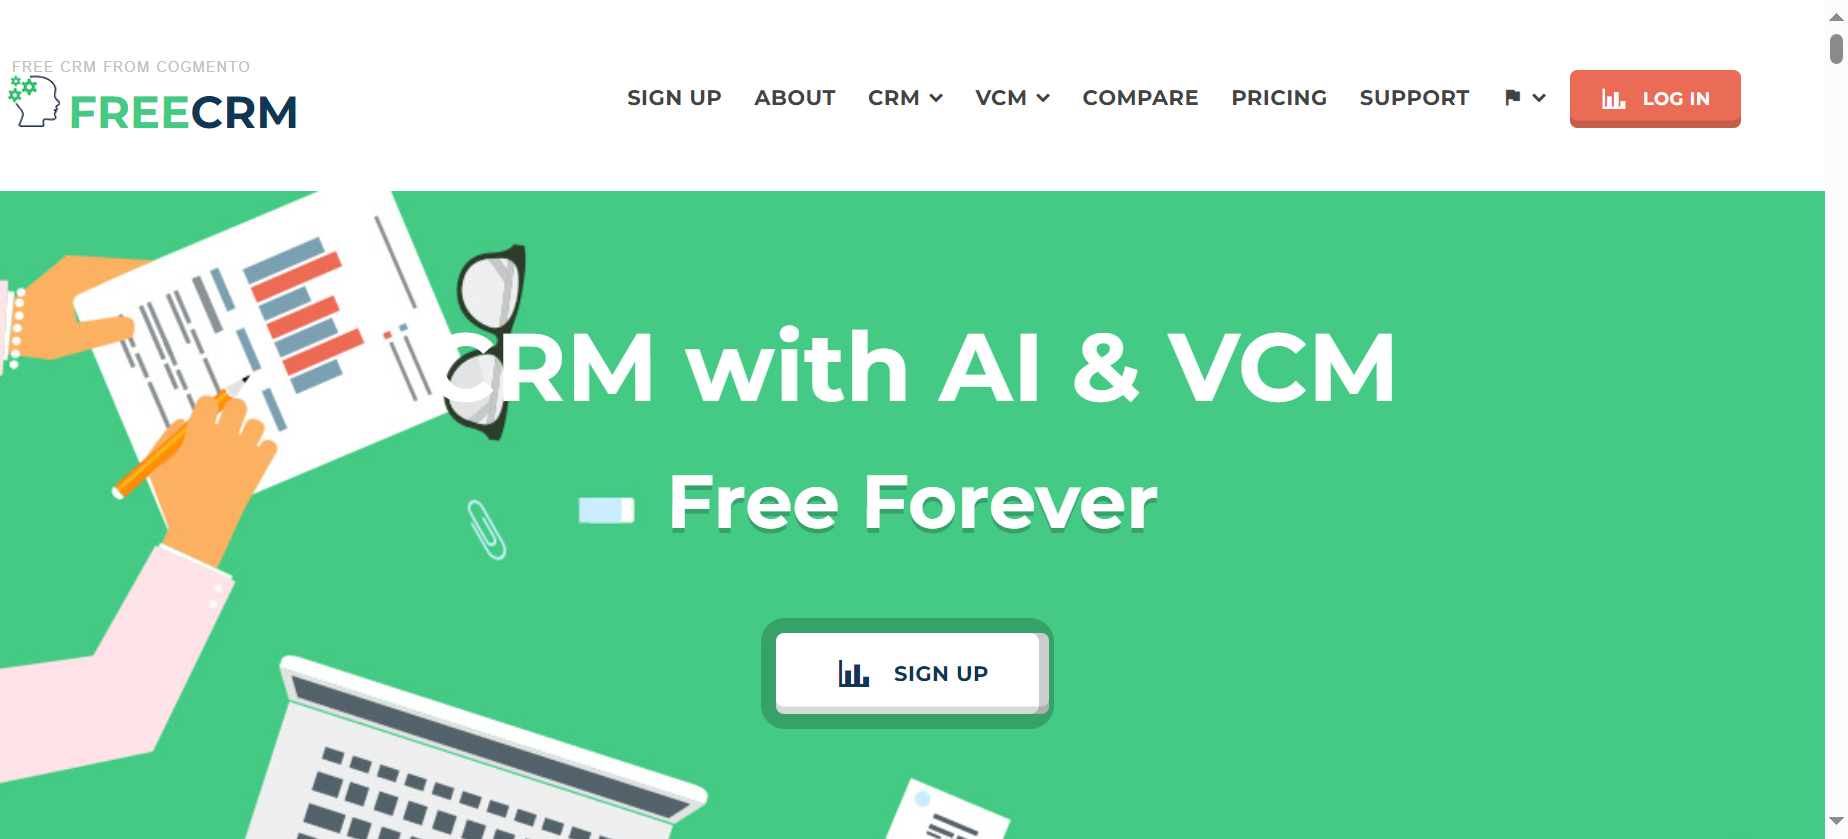 FREE CRM FROM COGMENTO
FREECRM
SIGN UP ABOUT CRM VCM COMPARE PRICING SUPPORT LOG IN
CRM with AI & VCM
Free Forever
SIGN UP